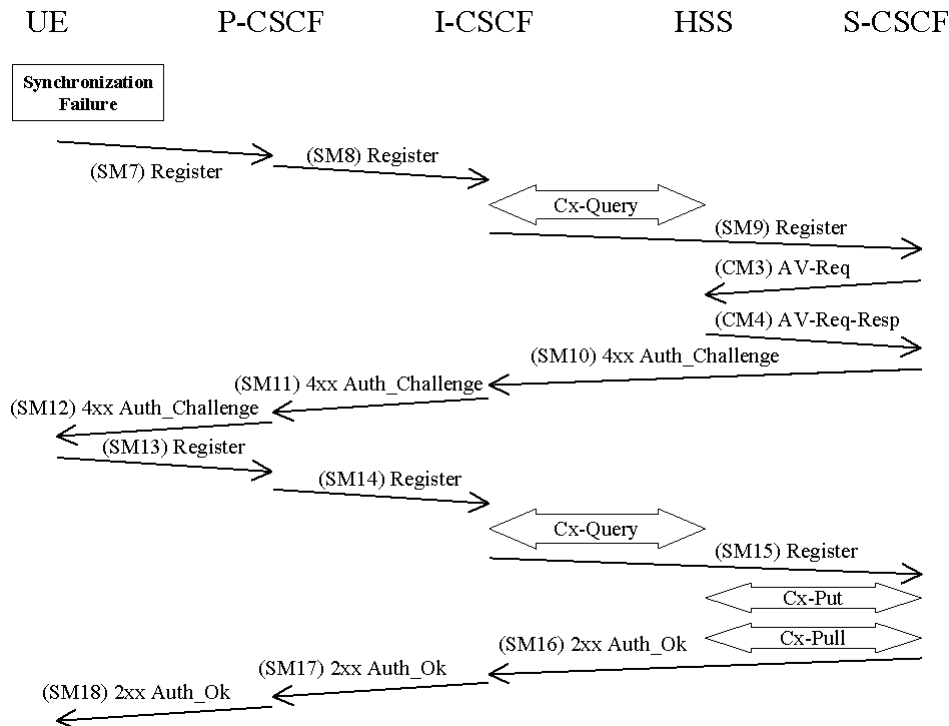 UE P-CSCF I-CSCF HSS S-CSCF
Synchronization
Failure
(SM7) Register
(SM8) Register
Cx-Query
(SM9) Register
(CM3) AV-Req
(CM4) AV-Req-Resp
(SM10) 4xx Auth_Challenge
(SM11) 4xx Auth_Challenge
(SM12) 4xx Auth_Challenge
(SM13) Register
(SM14) Register
Cx-Query
(SM15) Register
Cx-Put
Cx-Pull
(SM16) 2xx Auth_Ok
(SM17) 2xx Auth_Ok
(SM18) 2xx Auth_Ok